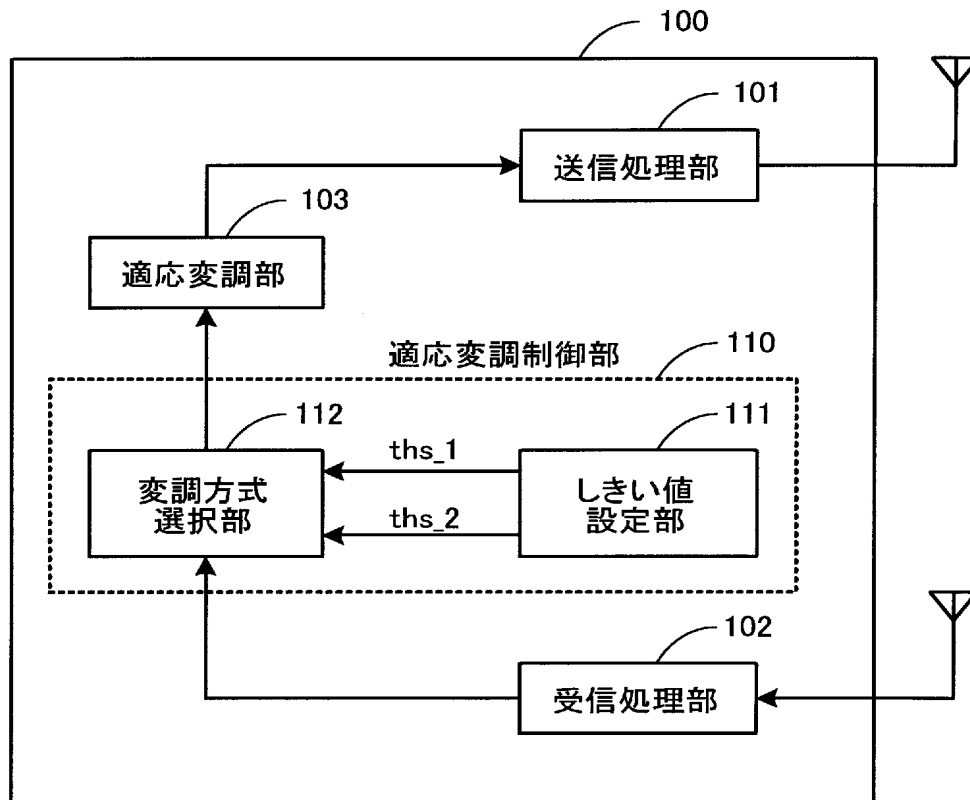 100
101
送信処理部
103
適応変調部
適応変調制御部
110
112
111
変調方式
選択部
ths_1
ths_2
しきい値
設定部
102
受信処理部